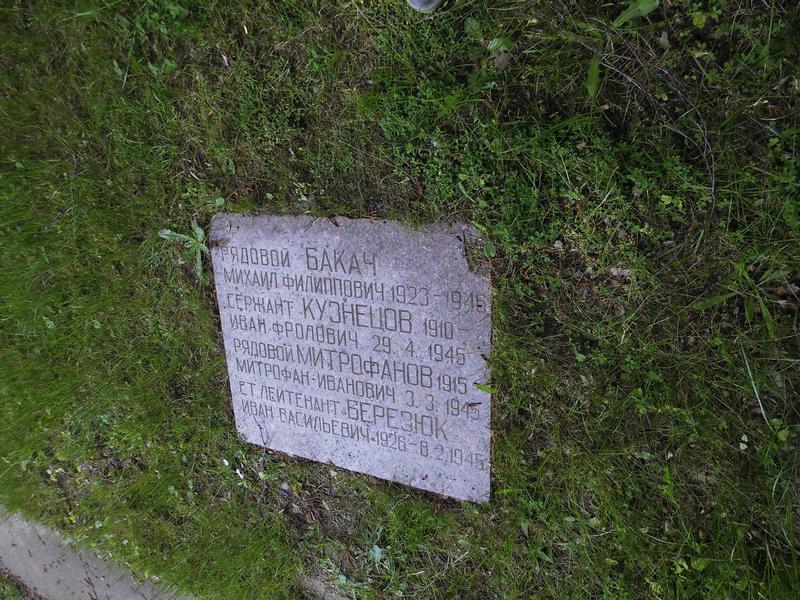 РЯДОВОЙ БАКАЧ
МИХАИЛ ФИЛИППОВИЧ 1923-1945
СЕРЖАНТ КУЗНЕЦОВ 1910-
ИВАН ФРОЛОВИЧ 29. 4. 1945
РЯДОВОЙ МИТРОФАНОВ 1915-
МИТРОФАН-ИВАНОВИЧ 3. 3. 1945
СТ. ЛЕЙТЕНАНТ БЕРЕЗЮК
ИВАН ВАСИЛЬЕВИЧ 1926-6.2.1945